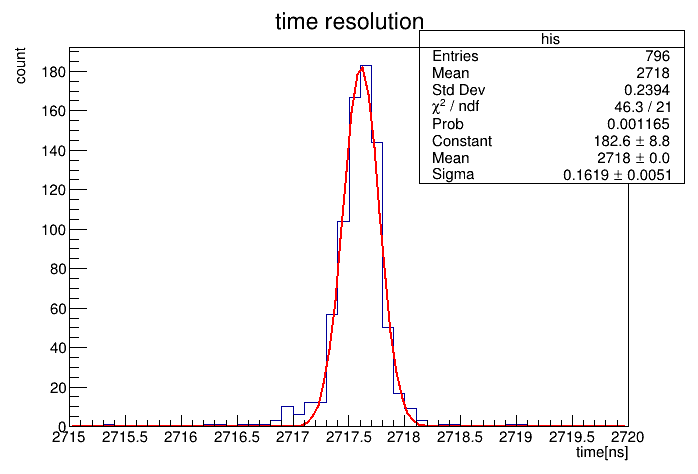 time resolution
his
Entries 796
Mean 2718
Std Dev 0.2394
χ² / ndf 46.3 / 21
Prob 0.001165
Constant 182.6 ± 8.8
Mean 2718 ± 0.0
Sigma 0.1619 ± 0.0051
count
180
160
140
120
100
80
60
40
20
0
2715 2715.5 2716 2716.5 2717 2717.5 2718 2718.5 2719 2719.5 2720
time[ns]